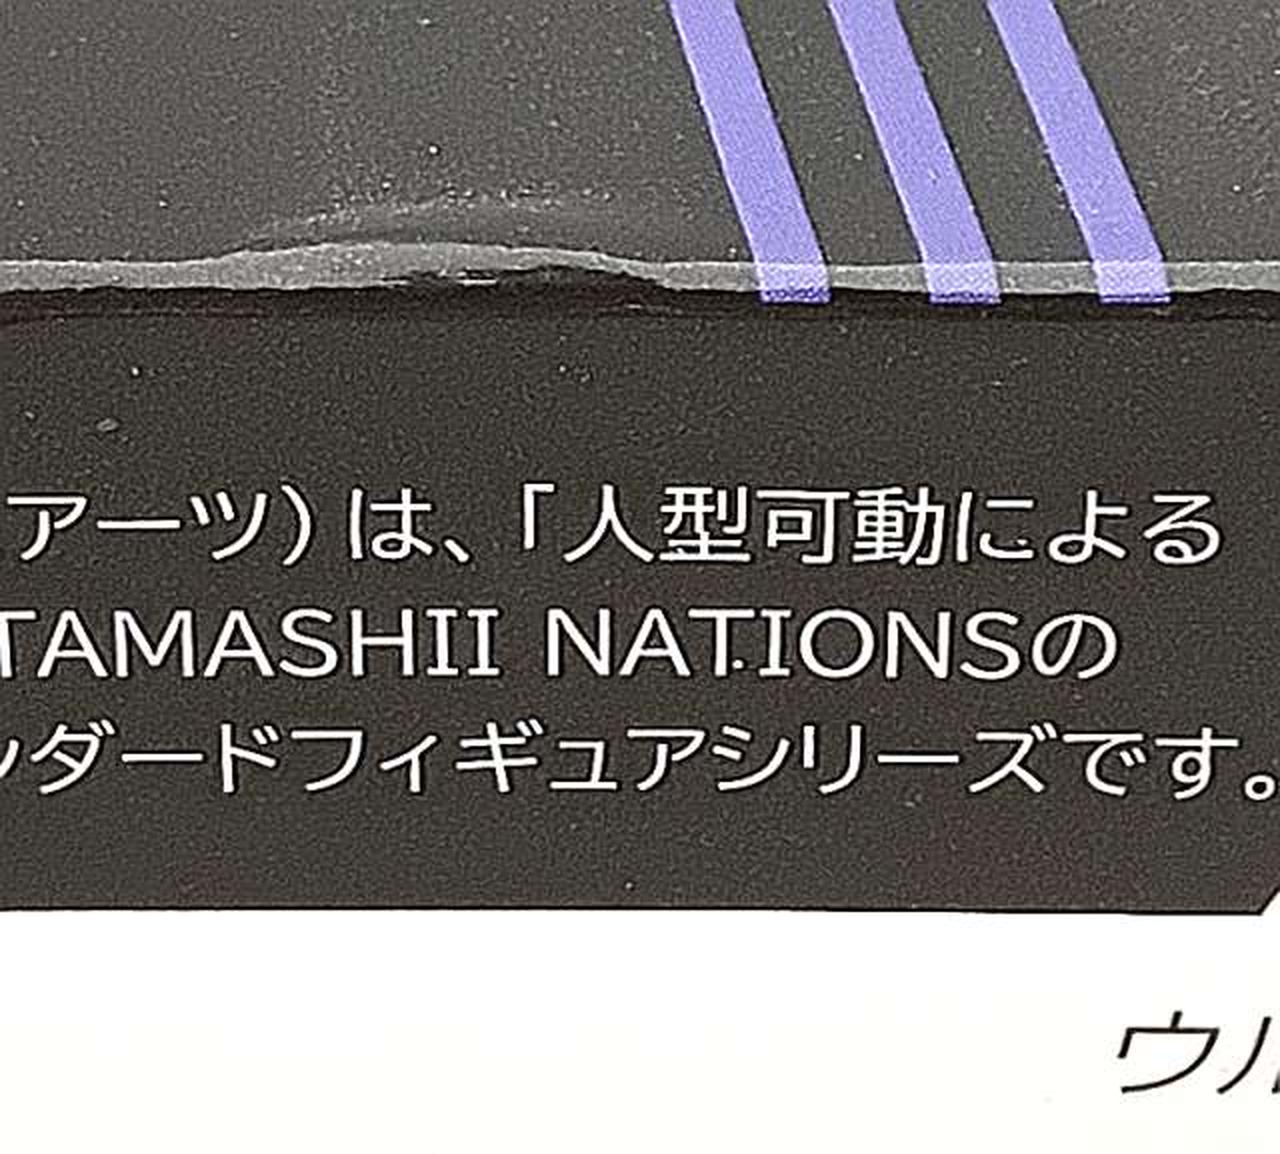 アーツ)は、「人型可動による
TAMASHII NATIONSの
ンダードフィギュアシリーズです。
ウル